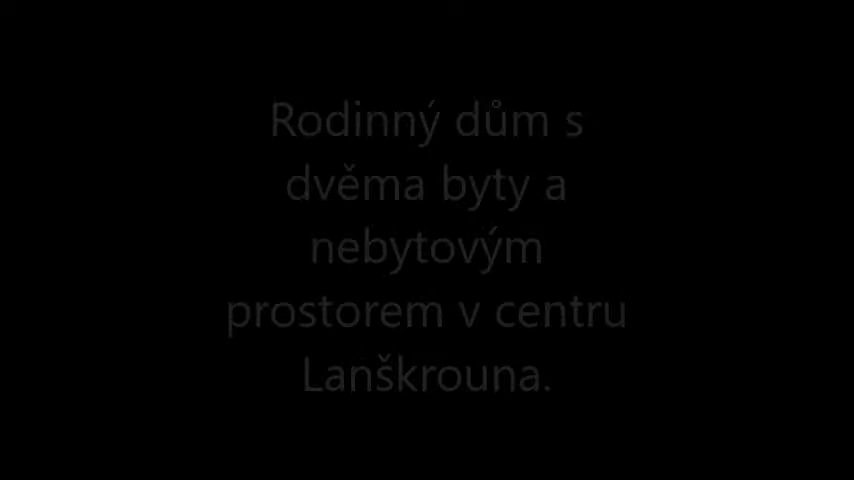 Rodinný dům s
dvěma byty a
nebytovým
prostorem v centru
Lanškrouna.